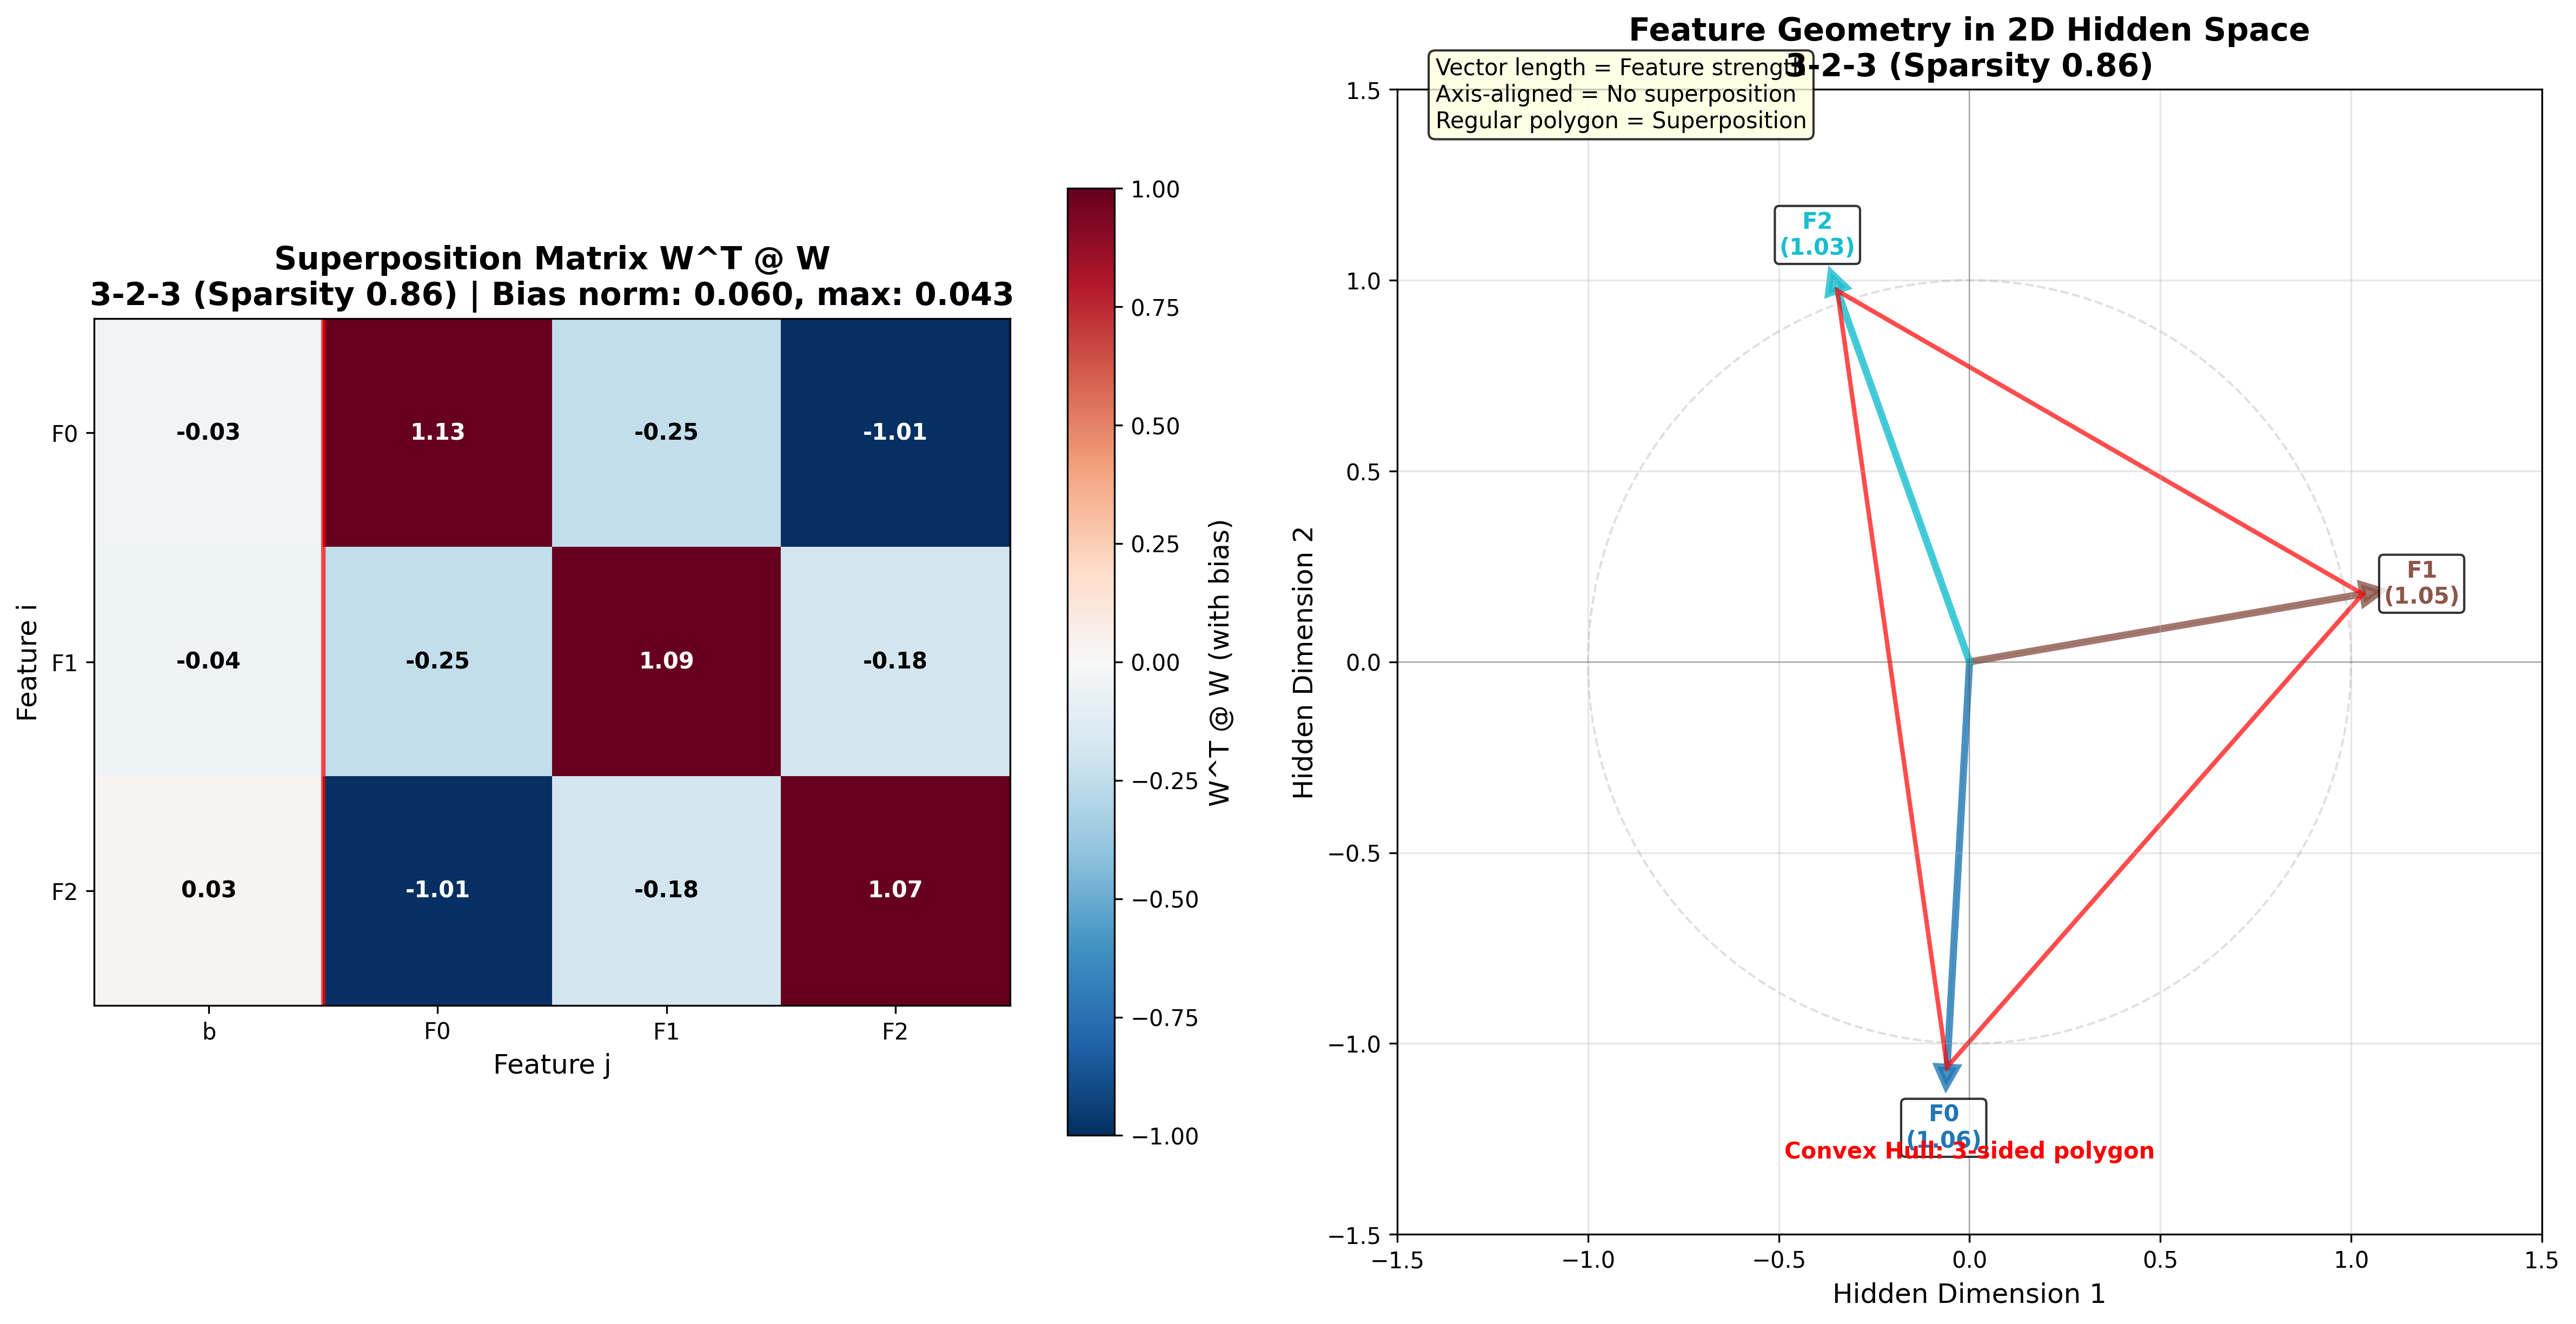 Superposition Matrix W^T @ W
3-2-3 (Sparsity 0.86) | Bias norm: 0.060, max: 0.043
Feature i
F0
F1
F2
-0.03
1.13
-0.25
-1.01
-0.04
-0.25
1.09
-0.18
0.03
-1.01
-0.18
1.07
b
F0
F1
F2
Feature j
1.00
0.75
0.50
0.25
0.00
−0.25
−0.50
−0.75
−1.00
W^T @ W (with bias)
Feature Geometry in 2D Hidden Space
3-2-3 (Sparsity 0.86)
Vector length = Feature strength
Axis-aligned = No superposition
Regular polygon = Superposition
F2
(1.03)
F1
(1.05)
F0
(1.06)
Convex Hull: 3-sided polygon
Hidden Dimension 2
1.5
1.0
0.5
0.0
−0.5
−1.0
−1.5
−1.5
−1.0
−0.5
0.0
0.5
1.0
1.5
Hidden Dimension 1